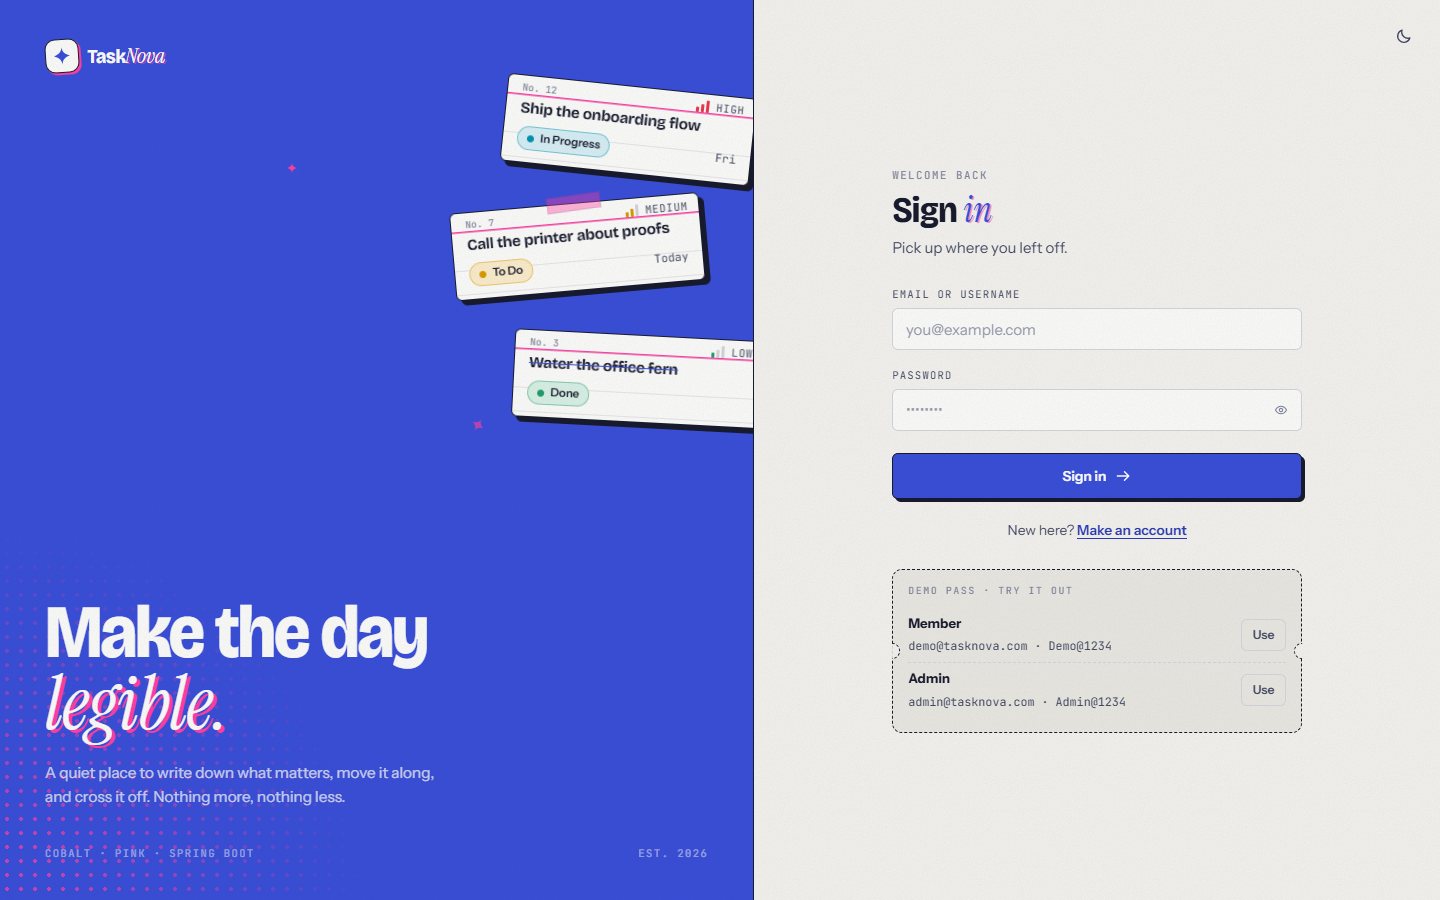 TaskNova
No. 12
HIGH
Ship the onboarding flow
In Progress
Fri
No. 7
MEDIUM
Call the printer about proofs
To Do
Today
No. 3
LOW
Water the office fern
Done
Make the day
legible.
A quiet place to write down what matters, move it along,
and cross it off. Nothing more, nothing less.
COBALT · PINK · SPRING BOOT
EST. 2026
WELCOME BACK
Sign in
Pick up where you left off.
EMAIL OR USERNAME
you@example.com
PASSWORD
••••••••
Sign in →
New here? Make an account
DEMO PASS · TRY IT OUT
Member
demo@tasknova.com · Demo@1234
Use
Admin
admin@tasknova.com · Admin@1234
Use